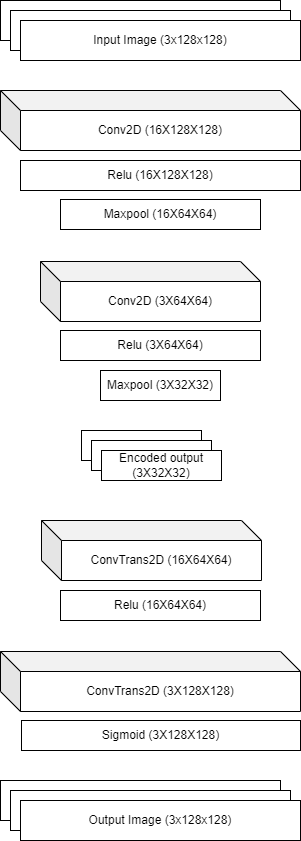 Input Image (3x128x128)
Conv2D (16X128X128)
Relu (16X128X128)
Maxpool (16X64X64)
Conv2D (3X64X64)
Relu (3X64X64)
Maxpool (3X32X32)
Encoded output
(3X32X32)
ConvTrans2D (16X64X64)
Relu (16X64X64)
ConvTrans2D (3X128X128)
Sigmoid (3X128X128)
Output Image (3x128x128)